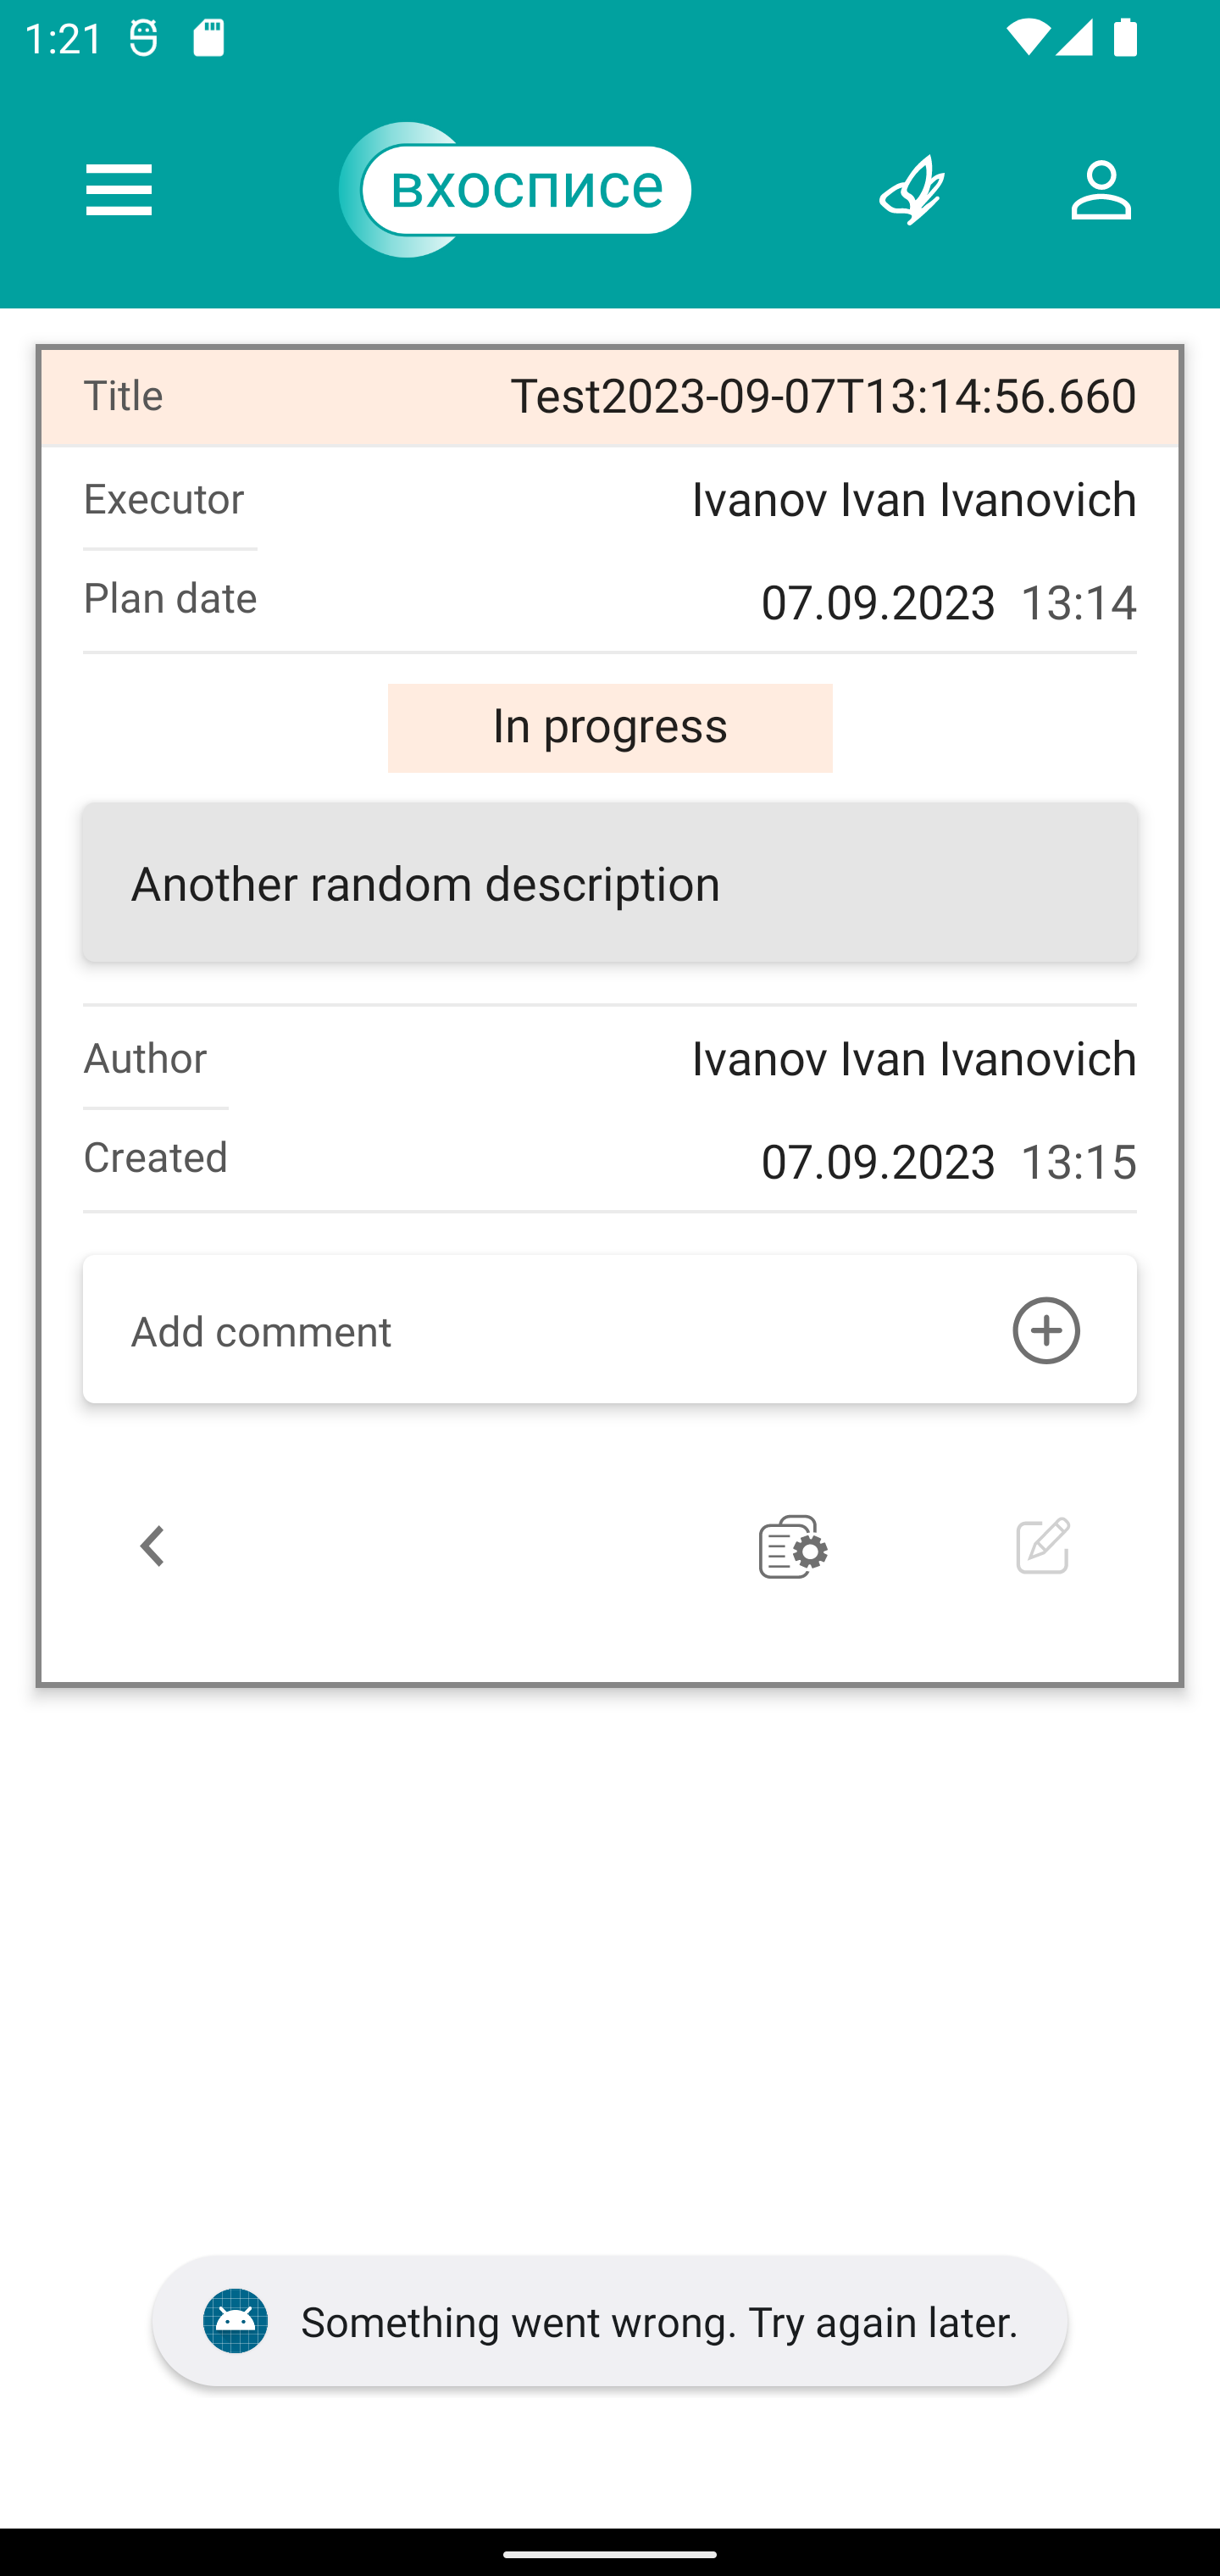 1:21
вхосписе
Title Test2023-09-07T13:14:56.660
Executor Ivanov Ivan Ivanovich
Plan date 07.09.2023 13:14
In progress
Another random description
Author Ivanov Ivan Ivanovich
Created 07.09.2023 13:15
Add comment
Something went wrong. Try again later.